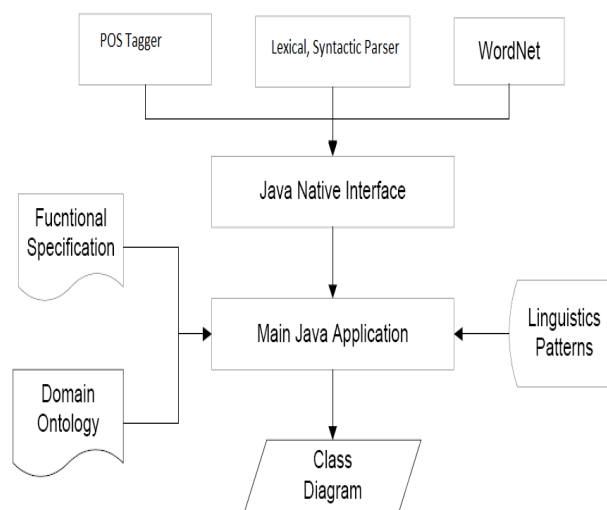 POS Tagger
Lexical, Syntactic Parser
WordNet
Java Native Interface
Fucntional
Specification
Main Java Application
Linguistics
Patterns
Domain
Ontology
Class
Diagram